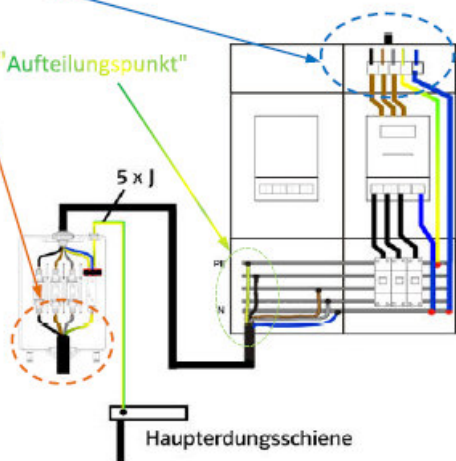 "Aufteilungspunkt"
5 x J
PE
N
Haupterdungsschiene